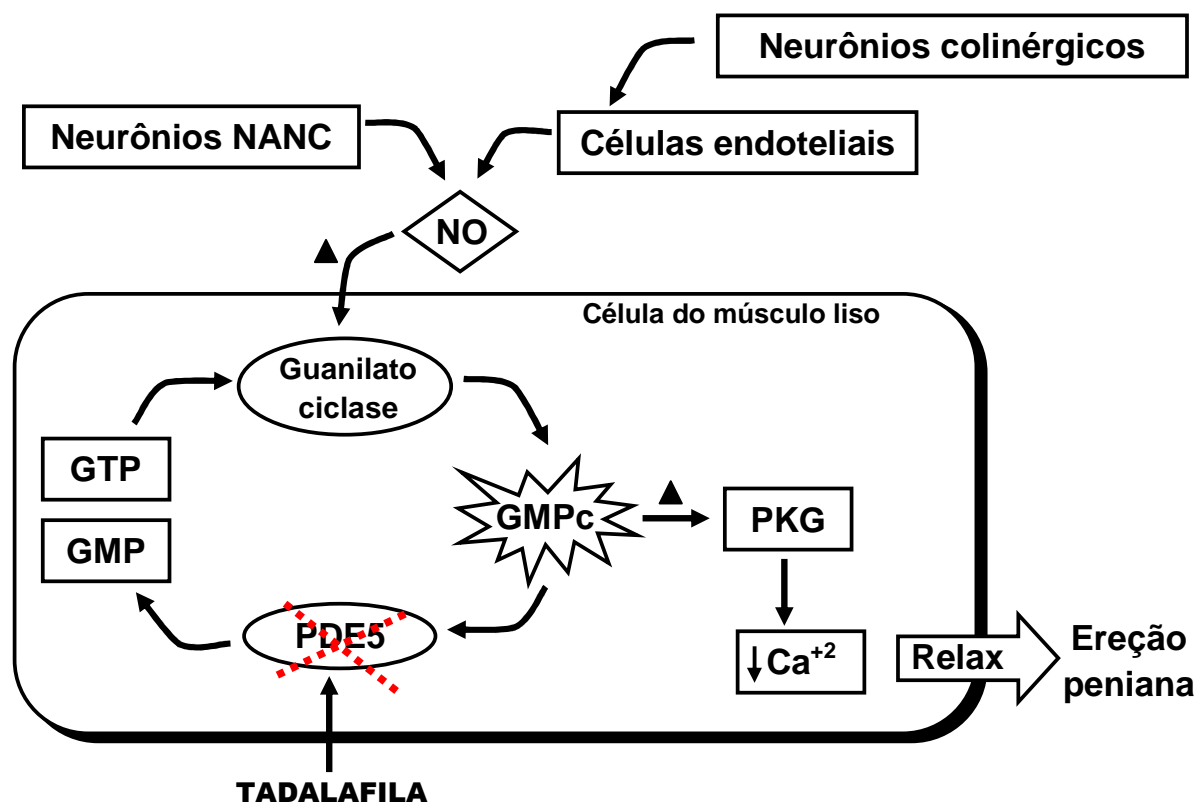 Neurônios colinérgicos
Neurônios NANC
Células endoteliais
NO
Célula do músculo liso
Guanilato
ciclase
GTP
GMP
GMPc
PKG
PDE5
↓Ca⁺²
Relax
Ereção
peniana
TADALAFILA